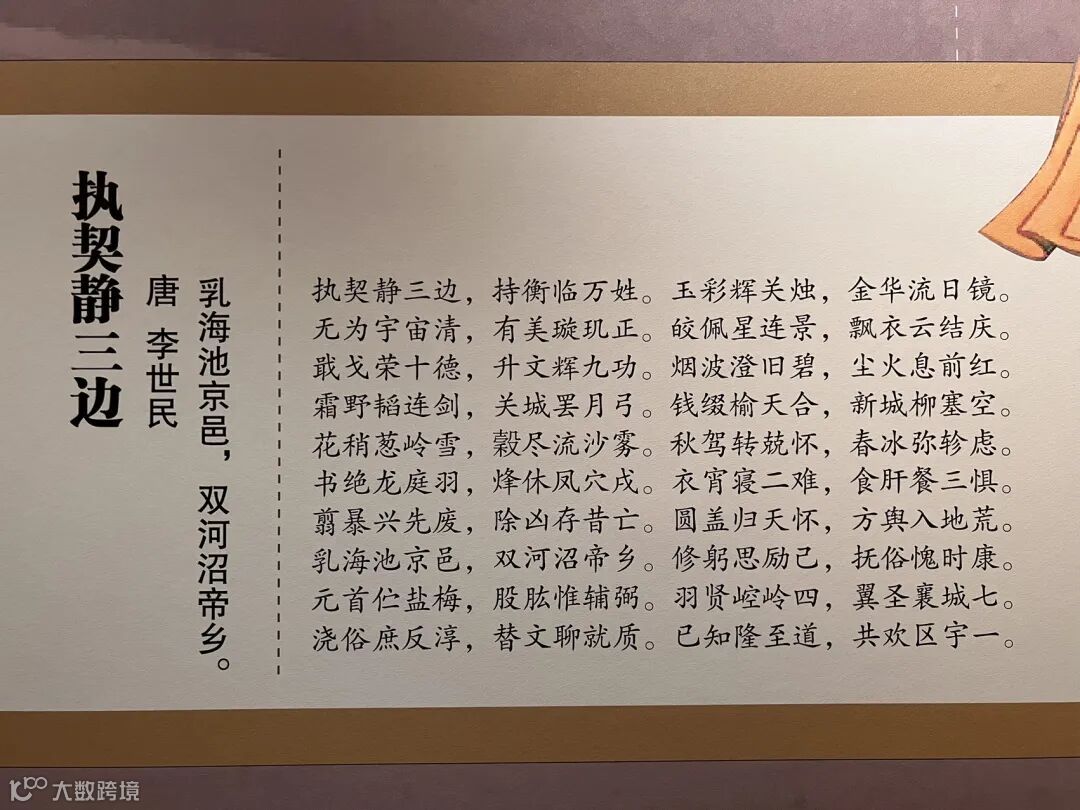 执契静三边
唐 李世民
乳海池京邑，双河沼帝乡。
执契静三边，持衡临万姓。玉彩辉关烛，金华流日镜。
无为宇宙清，有美璇玑正。皎佩星连景，飘衣云结庆。
戢戈荣十德，升文辉九功。烟波澄旧碧，尘火息前红。
霜野韬连剑，关城罢月弓。钱缀榆天合，新城柳塞空。
花稍葱岭雪，縠尽流沙雾。秋驾转兢怀，春冰弥轸虑。
书绝龙庭羽，烽休凤穴戍。衣宵寝二难，食肝餐三惧。
翦暴兴先废，除凶存昔亡。圆盖归天怀，方舆入地荒。
乳海池京邑，双河沼帝乡。修躬思励己，抚俗愧时康。
元首伫盐梅，股肱惟辅弼。羽贤崆岭四，翼圣襄城七。
浇俗庶反淳，替文聊就质。已知隆至道，共欢区宇一。
大数跨境